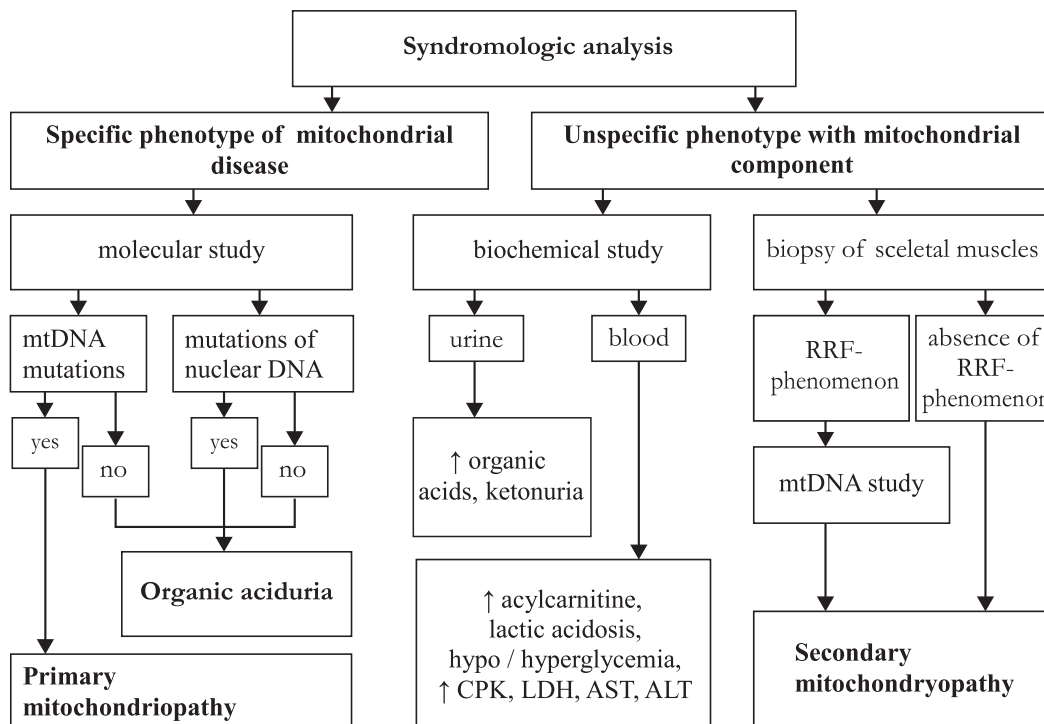 Syndromologic analysis
Specific phenotype of mitochondrial
disease
Unspecific phenotype with mitochondrial
component
molecular study
biochemical study
biopsy of sceletal muscles
mtDNA
mutations
mutations of
nuclear DNA
urine
blood
RRF-
phenomenon
absence of
RRF-
phenomenon
yes
no
yes
no
↑ organic
acids, ketonuria
mtDNA study
Organic aciduria
↑ acylcarnitine,
lactic acidosis,
hypo / hyperglycemia,
↑ CPK, LDH, AST, ALT
Primary
mitochondriopathy
Secondary
mitochondryopathy